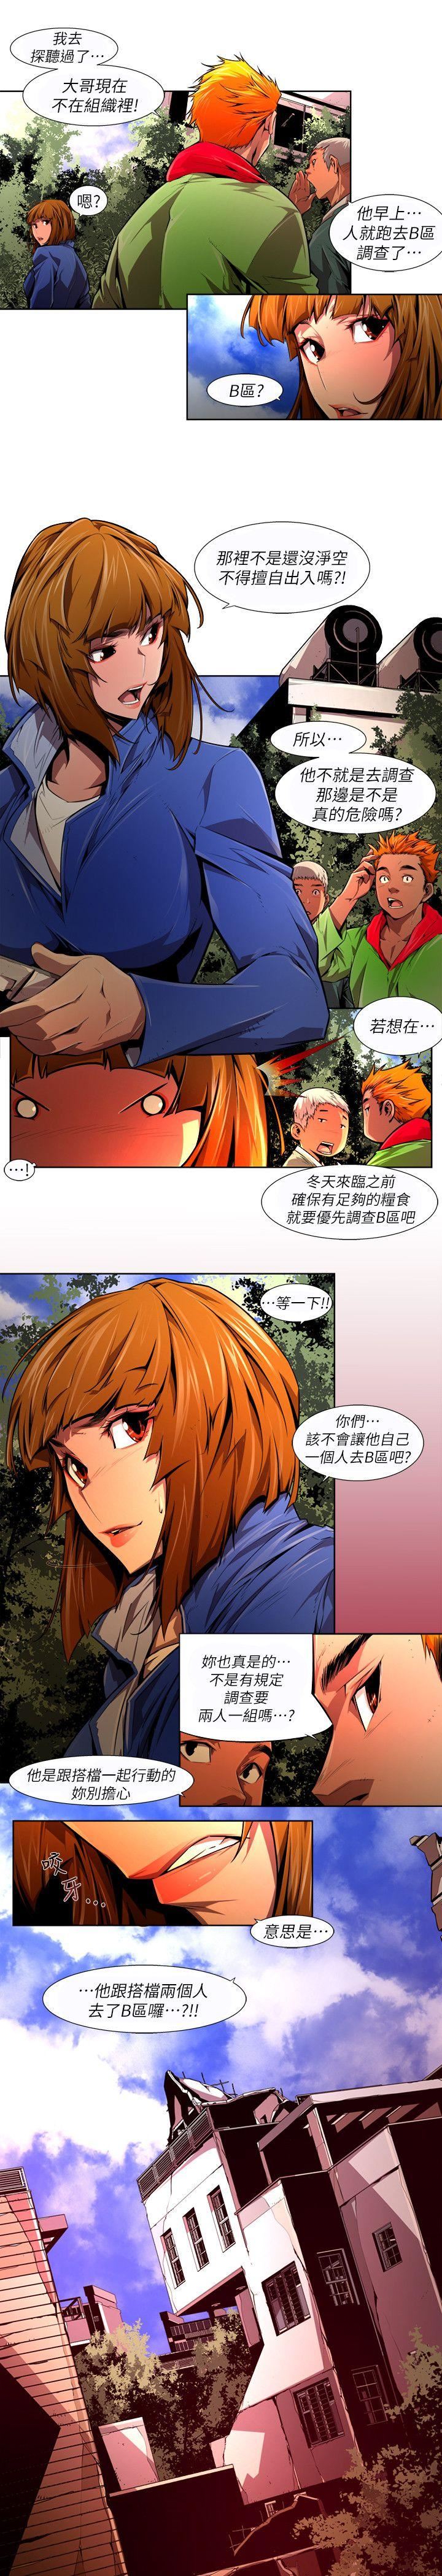 我去
探聽過了…
大哥現在
不在組織裡!
嗯?
他早上…
人就跑去B區
調查了…
B區?
那裡不是還沒淨空
不得擅自出入嗎?!
所以…
他不就是去調查
那邊是不是
真的危險嗎?
若想在…
…!
冬天來臨之前
確保有足夠的糧食
就要優先調查B區吧
…等一下!!
你們…
該不會讓他自己
一個人去B區吧?
妳也真是的…
不是有規定
調查要
兩人一組嗎…?
他是跟搭檔一起行動的
妳別擔心
咬
牙…
意思是…
…他跟搭檔兩個人
去了B區囉…?!!